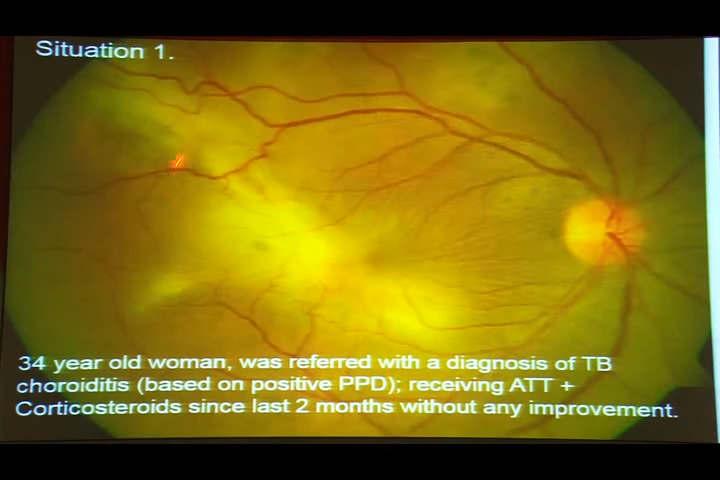 Situation 1.
34 year old woman, was referred with a diagnosis of TB
choroiditis (based on positive PPD); receiving ATT +
Corticosteroids since last 2 months without any improvement.